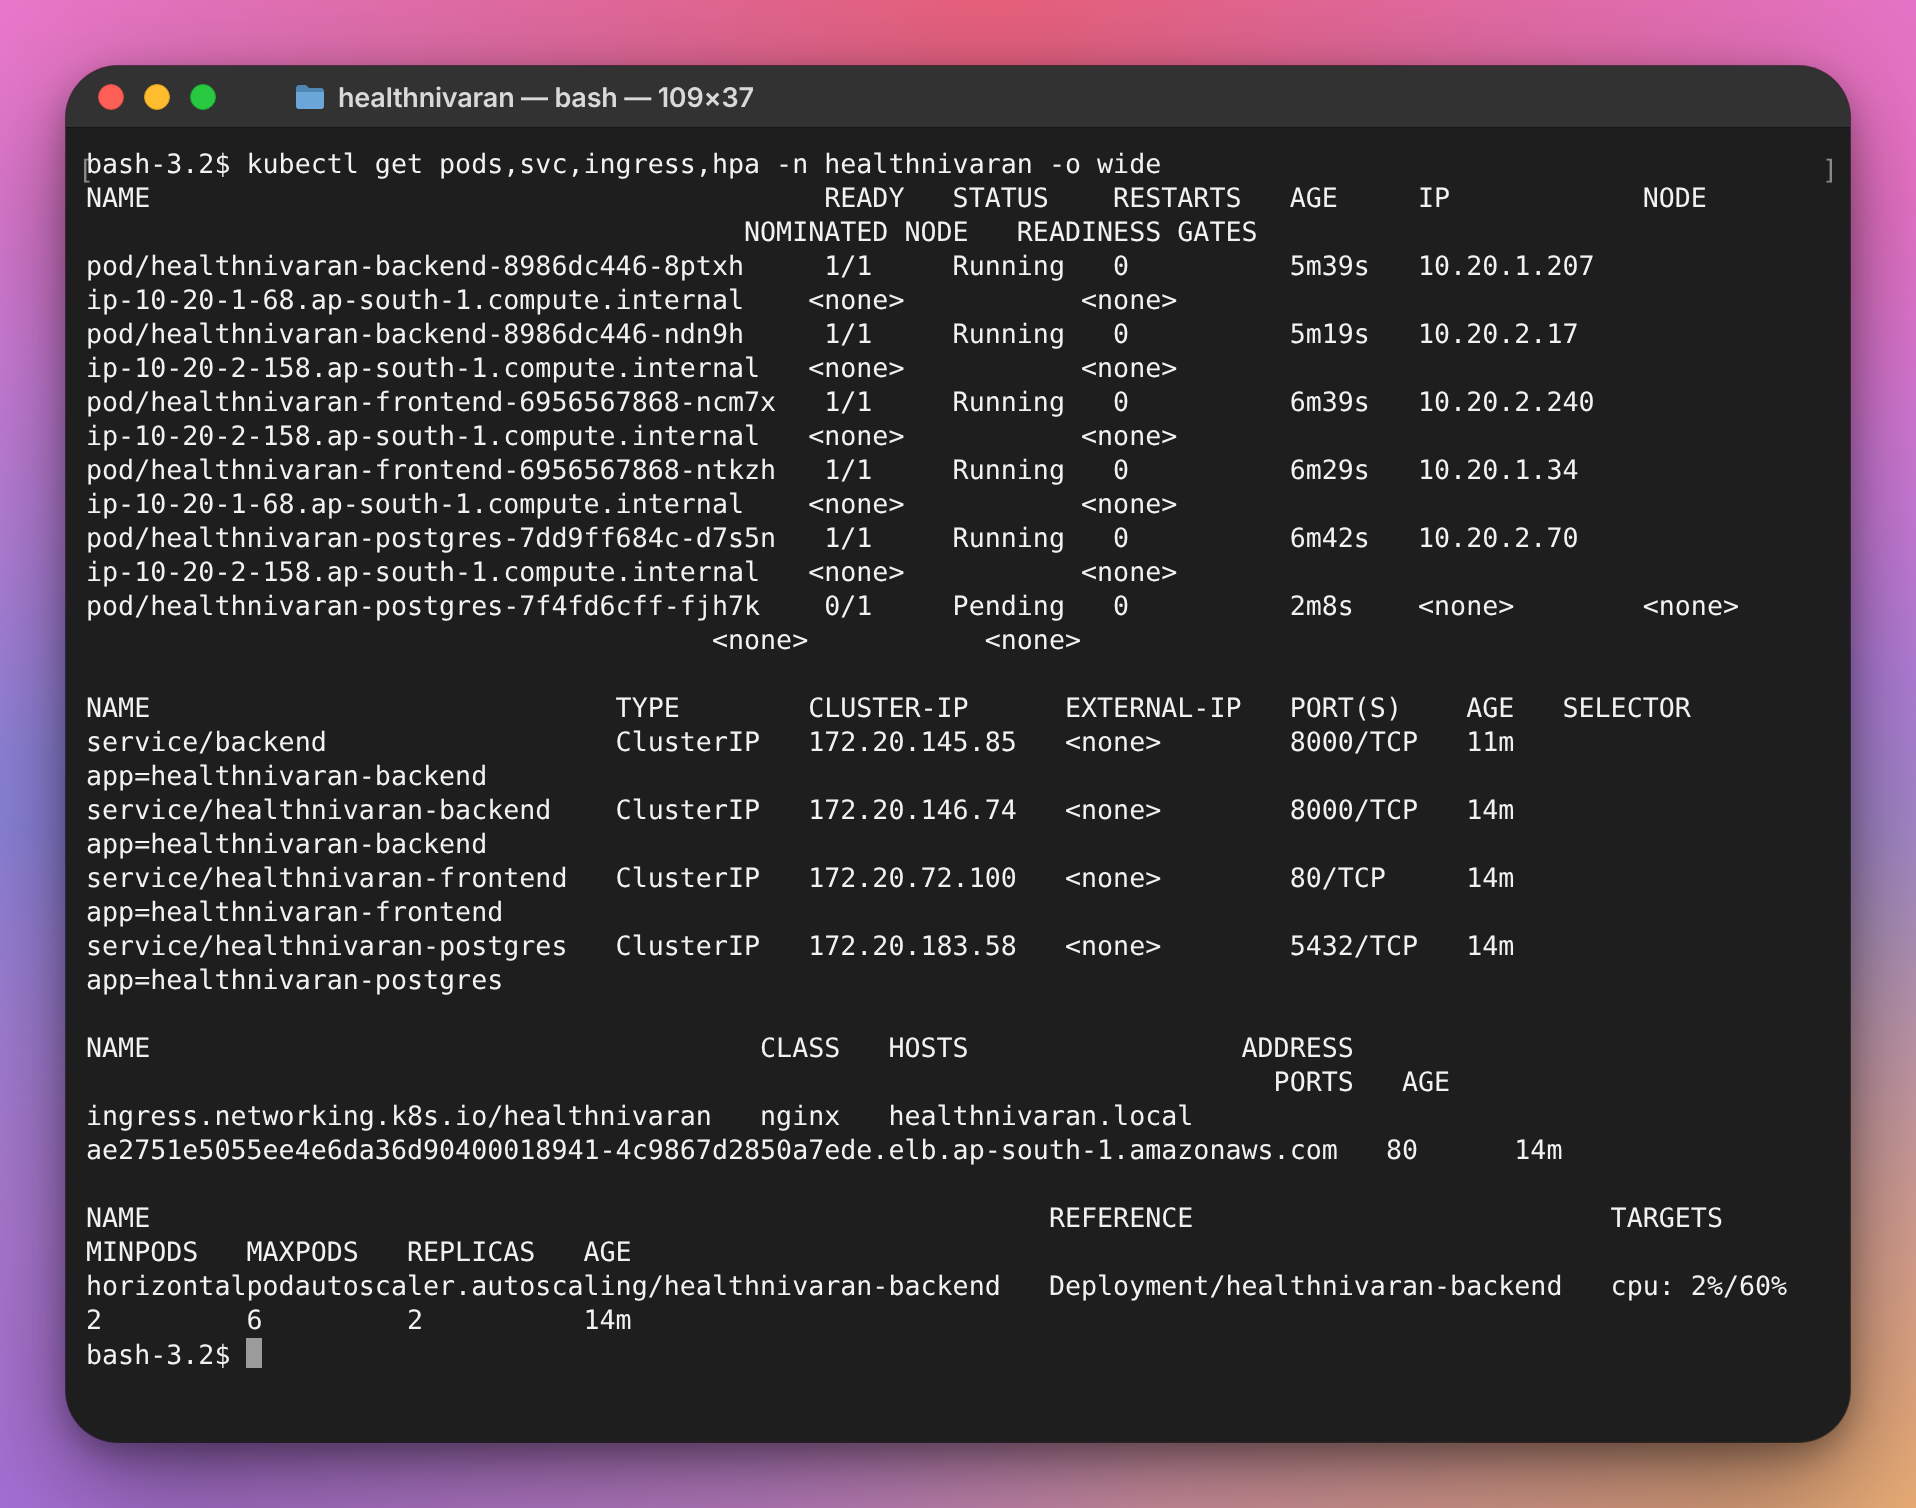 healthnivaran — bash — 109×37
[bash-3.2$ kubectl get pods,svc,ingress,hpa -n healthnivaran -o wide ]
NAME                                          READY   STATUS    RESTARTS   AGE     IP            NODE
                                         NOMINATED NODE   READINESS GATES
pod/healthnivaran-backend-8986dc446-8ptxh     1/1     Running   0          5m39s   10.20.1.207
ip-10-20-1-68.ap-south-1.compute.internal    <none>           <none>
pod/healthnivaran-backend-8986dc446-ndn9h     1/1     Running   0          5m19s   10.20.2.17
ip-10-20-2-158.ap-south-1.compute.internal   <none>           <none>
pod/healthnivaran-frontend-6956567868-ncm7x   1/1     Running   0          6m39s   10.20.2.240
ip-10-20-2-158.ap-south-1.compute.internal   <none>           <none>
pod/healthnivaran-frontend-6956567868-ntkzh   1/1     Running   0          6m29s   10.20.1.34
ip-10-20-1-68.ap-south-1.compute.internal    <none>           <none>
pod/healthnivaran-postgres-7dd9ff684c-d7s5n   1/1     Running   0          6m42s   10.20.2.70
ip-10-20-2-158.ap-south-1.compute.internal   <none>           <none>
pod/healthnivaran-postgres-7f4fd6cff-fjh7k    0/1     Pending   0          2m8s    <none>        <none>
                                       <none>           <none>
NAME                             TYPE        CLUSTER-IP      EXTERNAL-IP   PORT(S)    AGE   SELECTOR
service/backend                  ClusterIP   172.20.145.85   <none>        8000/TCP   11m
app=healthnivaran-backend
service/healthnivaran-backend    ClusterIP   172.20.146.74   <none>        8000/TCP   14m
app=healthnivaran-backend
service/healthnivaran-frontend   ClusterIP   172.20.72.100   <none>        80/TCP     14m
app=healthnivaran-frontend
service/healthnivaran-postgres   ClusterIP   172.20.183.58   <none>        5432/TCP   14m
app=healthnivaran-postgres
NAME                                      CLASS   HOSTS                 ADDRESS
                                                                          PORTS   AGE
ingress.networking.k8s.io/healthnivaran   nginx   healthnivaran.local
ae2751e5055ee4e6da36d90400018941-4c9867d2850a7ede.elb.ap-south-1.amazonaws.com   80      14m
NAME                                                        REFERENCE                          TARGETS
MINPODS   MAXPODS   REPLICAS   AGE
horizontalpodautoscaler.autoscaling/healthnivaran-backend   Deployment/healthnivaran-backend   cpu: 2%/60%
2         6         2          14m
bash-3.2$